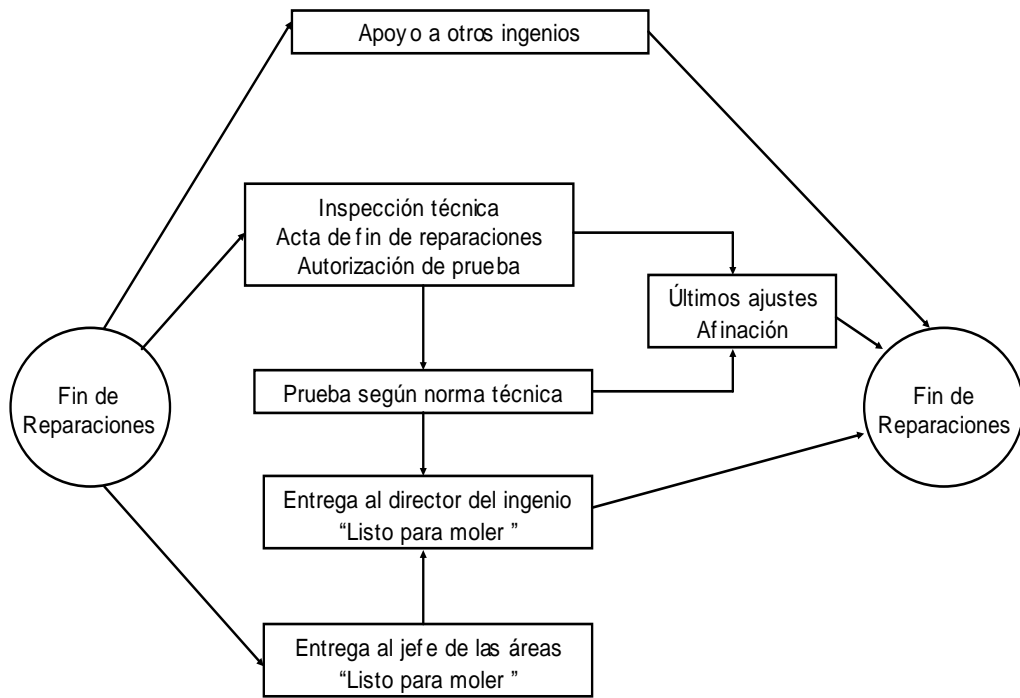 Apoyo a otros ingenios
Inspección técnica
Acta de fin de reparaciones
Autorización de prueba
Últimos ajustes
Afinación
Fin de
Reparaciones
Prueba según norma técnica
Fin de
Reparaciones
Entrega al director del ingenio
“Listo para moler ”
Entrega al jefe de las áreas
“Listo para moler ”